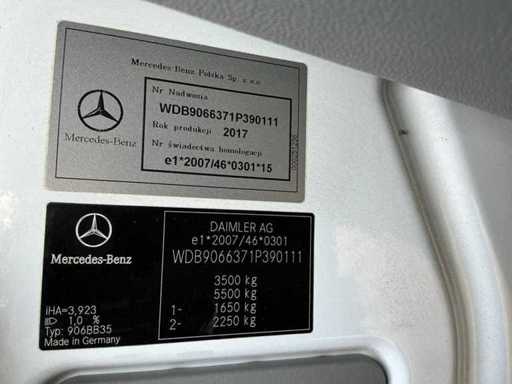 Mercedes-Benz Polska Sp. z o.o.
Nr Nadwozia
WDB9066371P390111
Rok produkcji 2017
Nr świadectwa homologacji
e1*2007/46*0301*15
Mercedes-Benz
DAIMLER AG
e1*2007/46*0301
WDB9066371P390111
3500 kg
5500 kg
1- 1650 kg
2- 2250 kg
Mercedes-Benz
IHA=3,923
1,0 %
Typ: 906BB35
Made in Germany